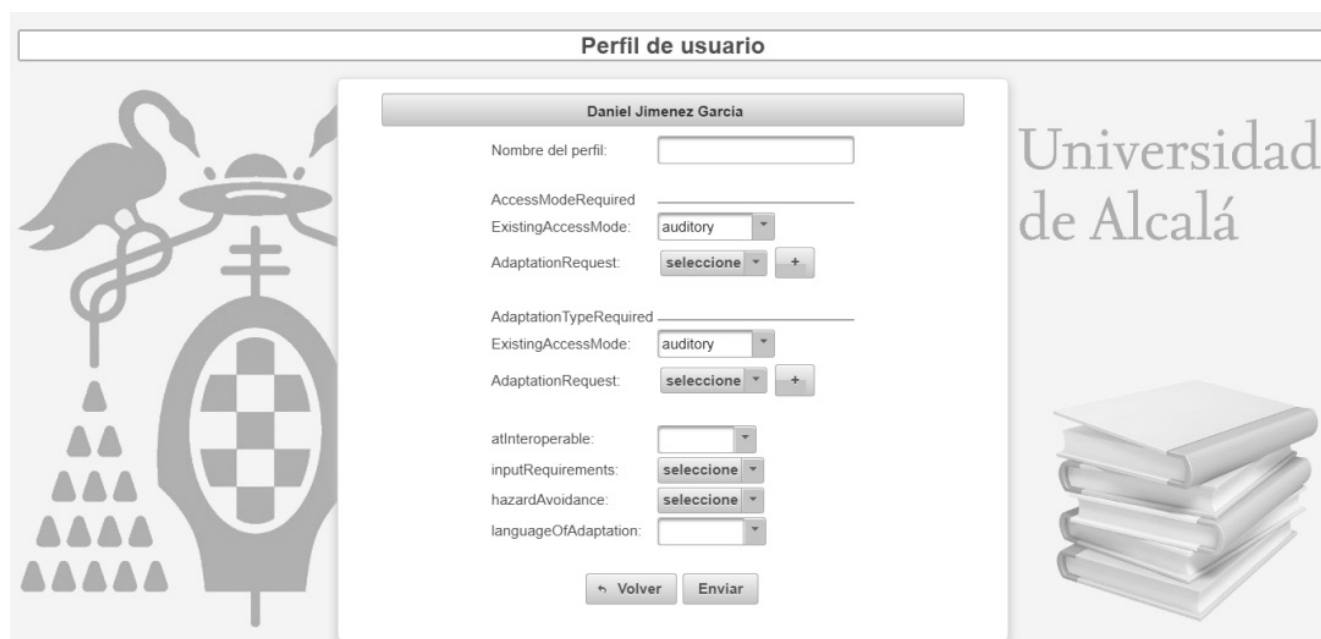 Perfil de usuario
Daniel Jimenez Garcia
Nombre del perfil:
AccessModeRequired
ExistingAccessMode: auditory
AdaptationRequest: seleccione +
AdaptationTypeRequired
ExistingAccessMode: auditory
AdaptationRequest: seleccione +
atInteroperable:
inputRequirements: seleccione
hazardAvoidance: seleccione
languageOfAdaptation:
Volver Enviar
Universidad
de Alcalá